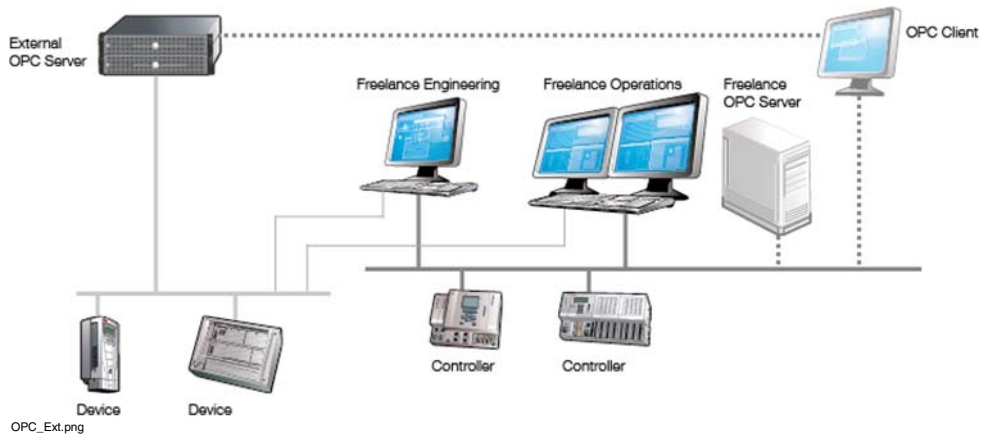 External
OPC Server
OPC Client
Freelance Engineering
Freelance Operations
Freelance
OPC Server
Controller
Controller
Device
Device
OPC_Ext.png